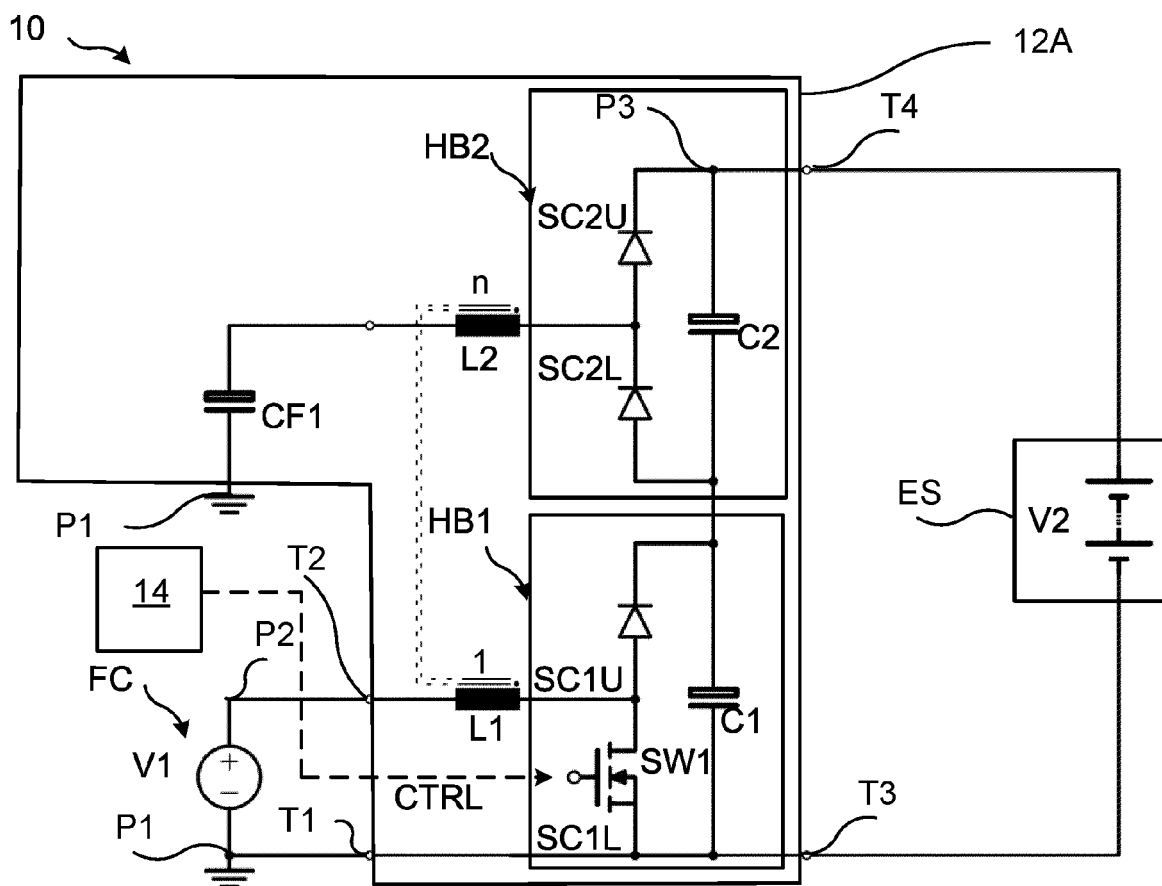 10
12A
P3
T4
HB2
SC2U
n
L2
SC2L
C2
CF1
ES
V2
P1
HB1
T2
14
P2
1
FC
SC1U
L1
C1
V1
SW1
CTRL
T3
P1
T1
SC1L